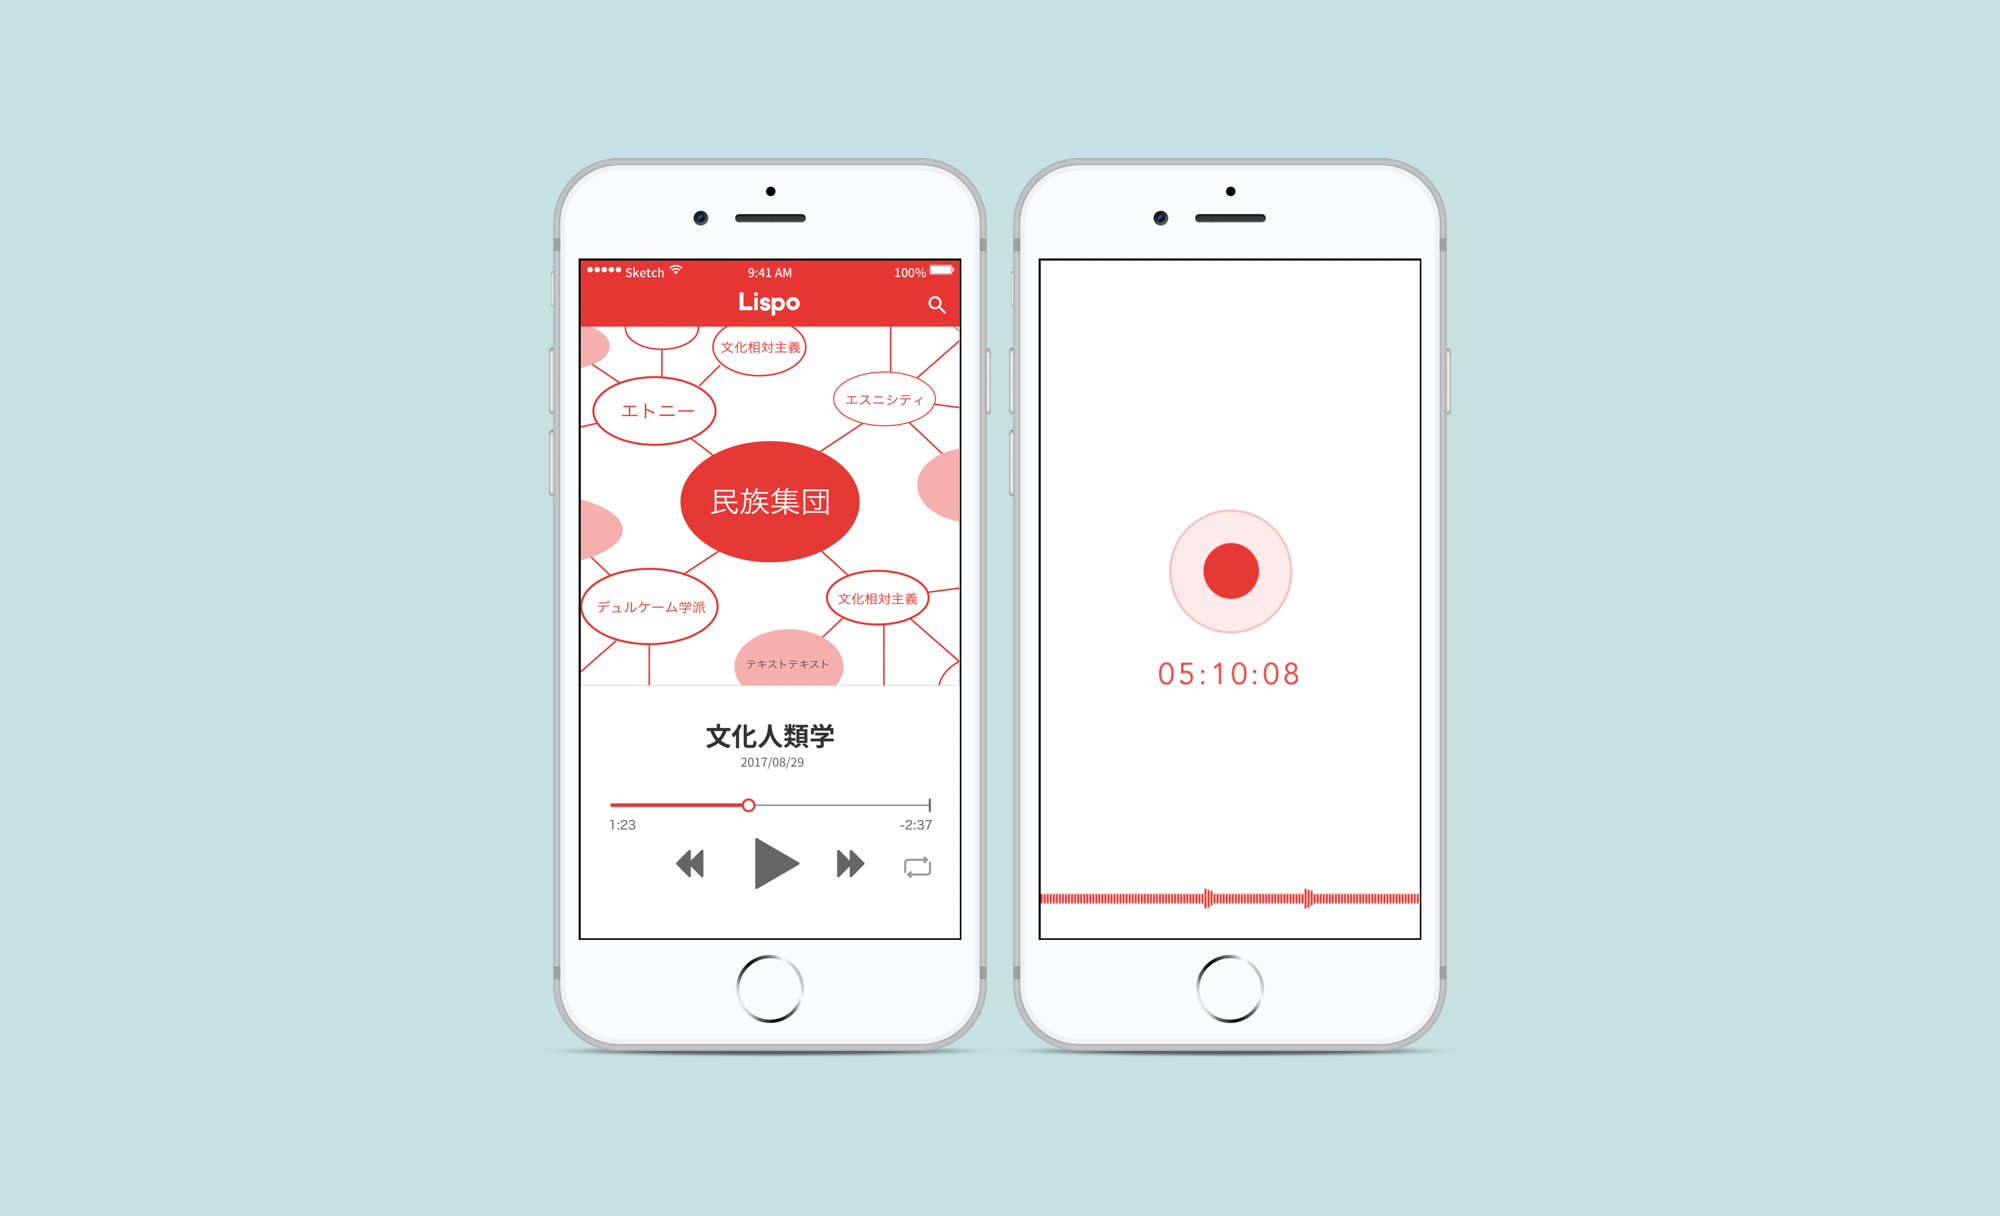 Sketch 9:41 AM 100%
Lispo
文化相対主義
エトニー
エスニシティ
民族集団
デュルケーム学派
文化相対主義
テキストテキスト
文化人類学
2017/08/29
1:23 -2:37
05:10:08